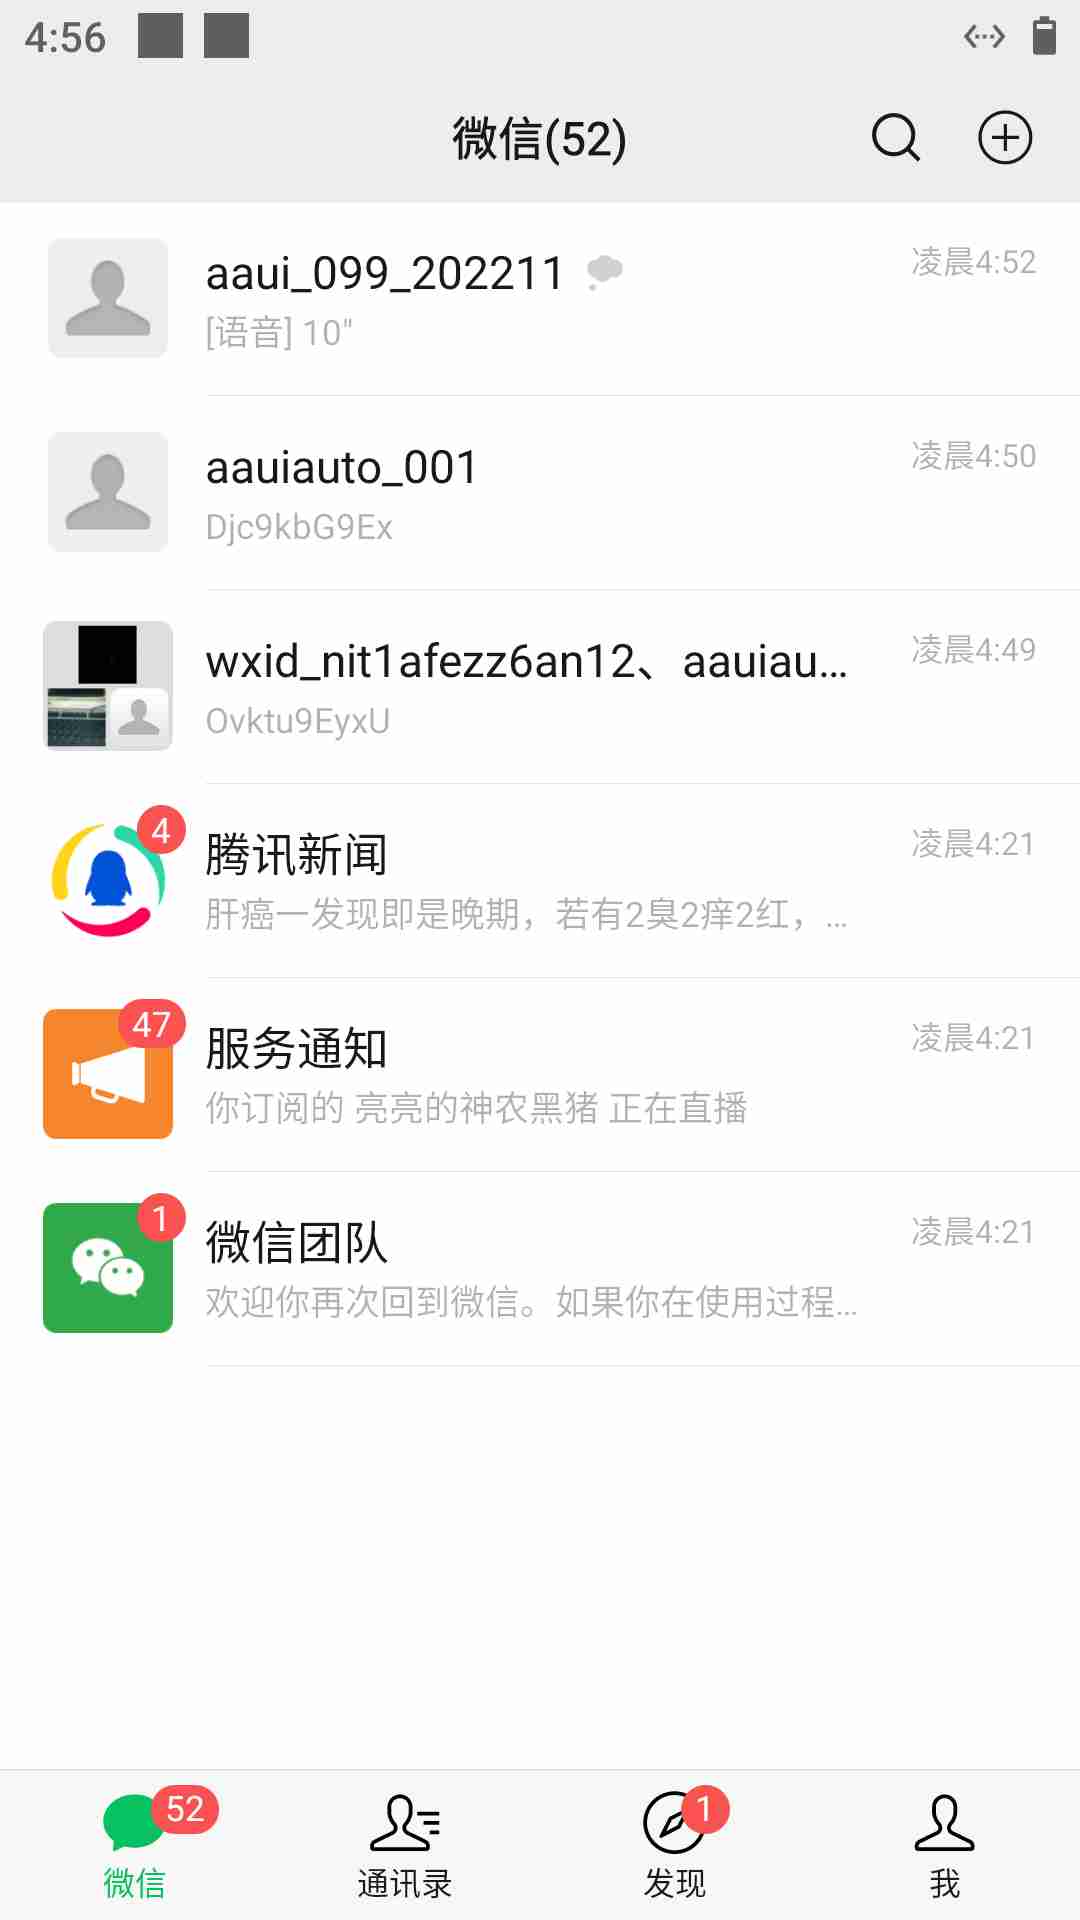 4:56
微信(52)
aaui_099_202211
凌晨4:52
[语音] 10"
aauiauto_001
凌晨4:50
Djc9kbG9Ex
wxid_nit1afezz6an12、aauiau...
凌晨4:49
Ovktu9EyxU
4
腾讯新闻
凌晨4:21
肝癌一发现即是晚期，若有2臭2痒2红，...
47
服务通知
凌晨4:21
你订阅的 亮亮的神农黑猪 正在直播
1
微信团队
凌晨4:21
欢迎你再次回到微信。如果你在使用过程...
52
1
微信
通讯录
发现
我